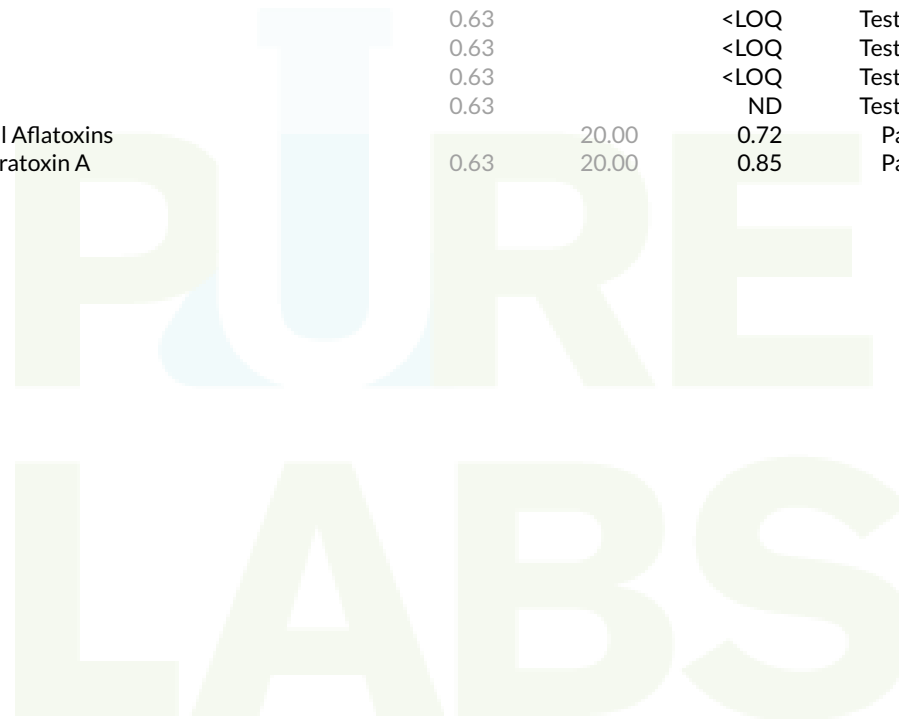 0.63 <LOQ Test
0.63 <LOQ Test
0.63 <LOQ Test
0.63 ND Test
l Aflatoxins 20.00 0.72 Pa
ratoxin A 0.63 20.00 0.85 Pa
PURE
LABS